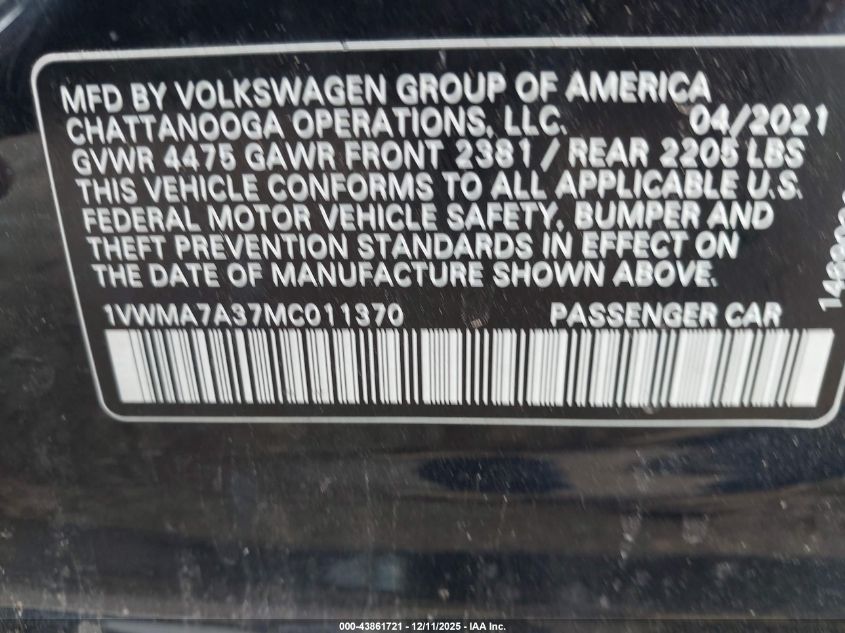 MFD BY VOLKSWAGEN GROUP OF AMERICA
CHATTANOOGA OPERATIONS, LLC. 04/2021
GVWR 4475 GAWR FRONT 2381 / REAR 2205 LBS
THIS VEHICLE CONFORMS TO ALL APPLICABLE U.S.
FEDERAL MOTOR VEHICLE SAFETY, BUMPER AND
THEFT PREVENTION STANDARDS IN EFFECT ON
THE DATE OF MANUFACTURE SHOWN ABOVE.
1VWMA7A37MC011370 PASSENGER CAR
000-43861721 - 12/11/2025 - IAA Inc.